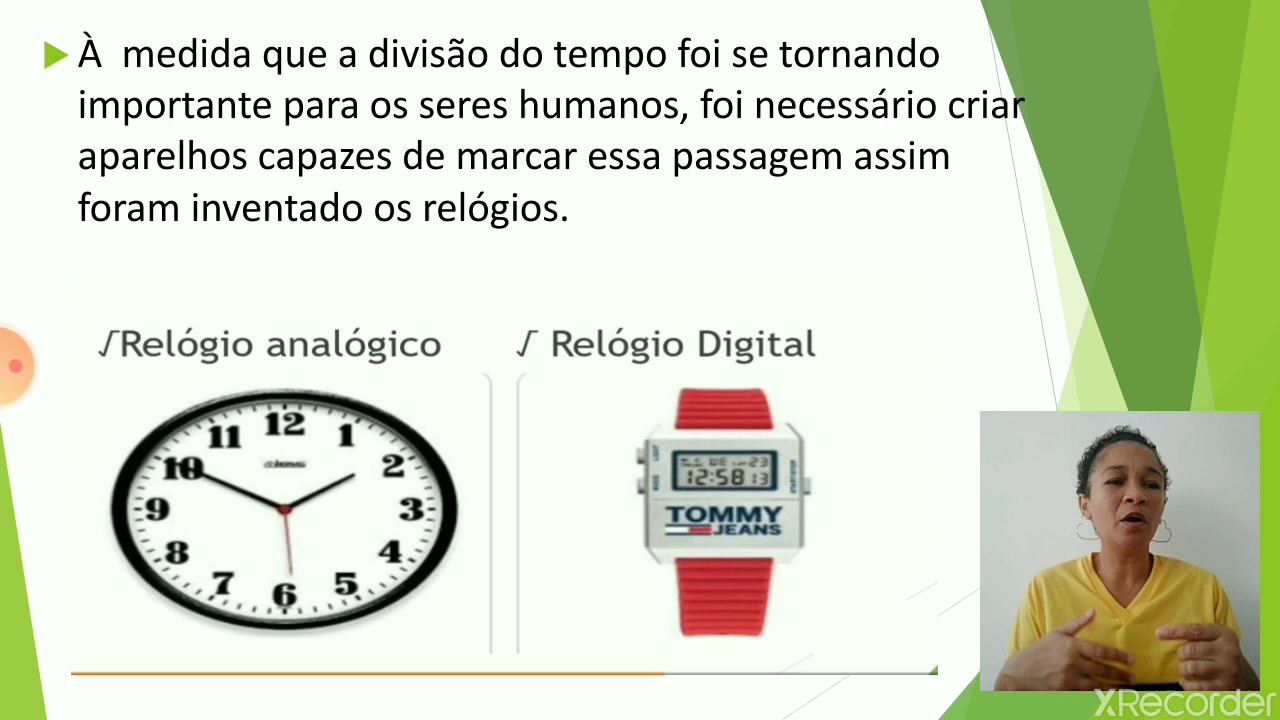 À medida que a divisão do tempo foi se tornando
importante para os seres humanos, foi necessário criar
aparelhos capazes de marcar essa passagem assim
foram inventado os relógios.
√Relógio analógico
√ Relógio Digital
12
11 1
10 2
9 3
8 4
7 5
6
12:58 13
TOMMY
JEANS
XRecorder